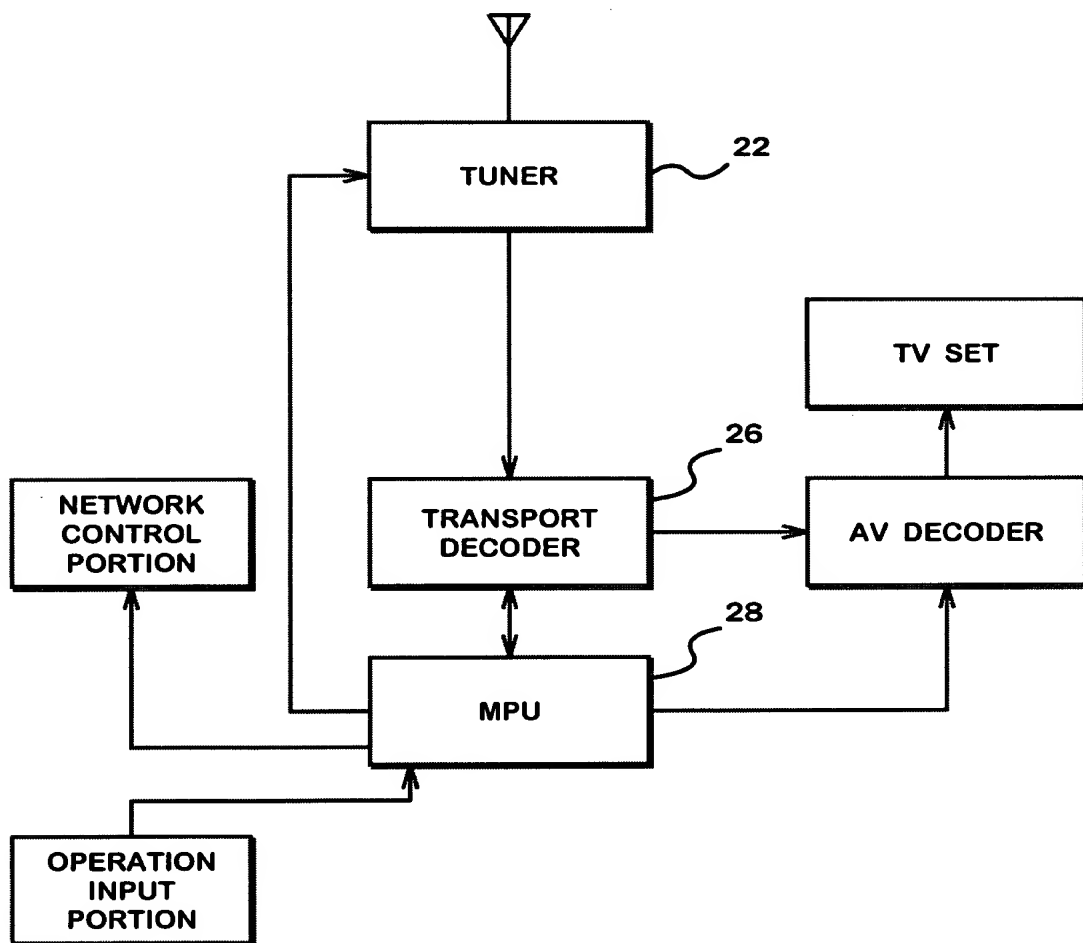 TUNER
22
TV SET
26
NETWORK
CONTROL
PORTION
TRANSPORT
DECODER
AV DECODER
28
MPU
OPERATION
INPUT
PORTION